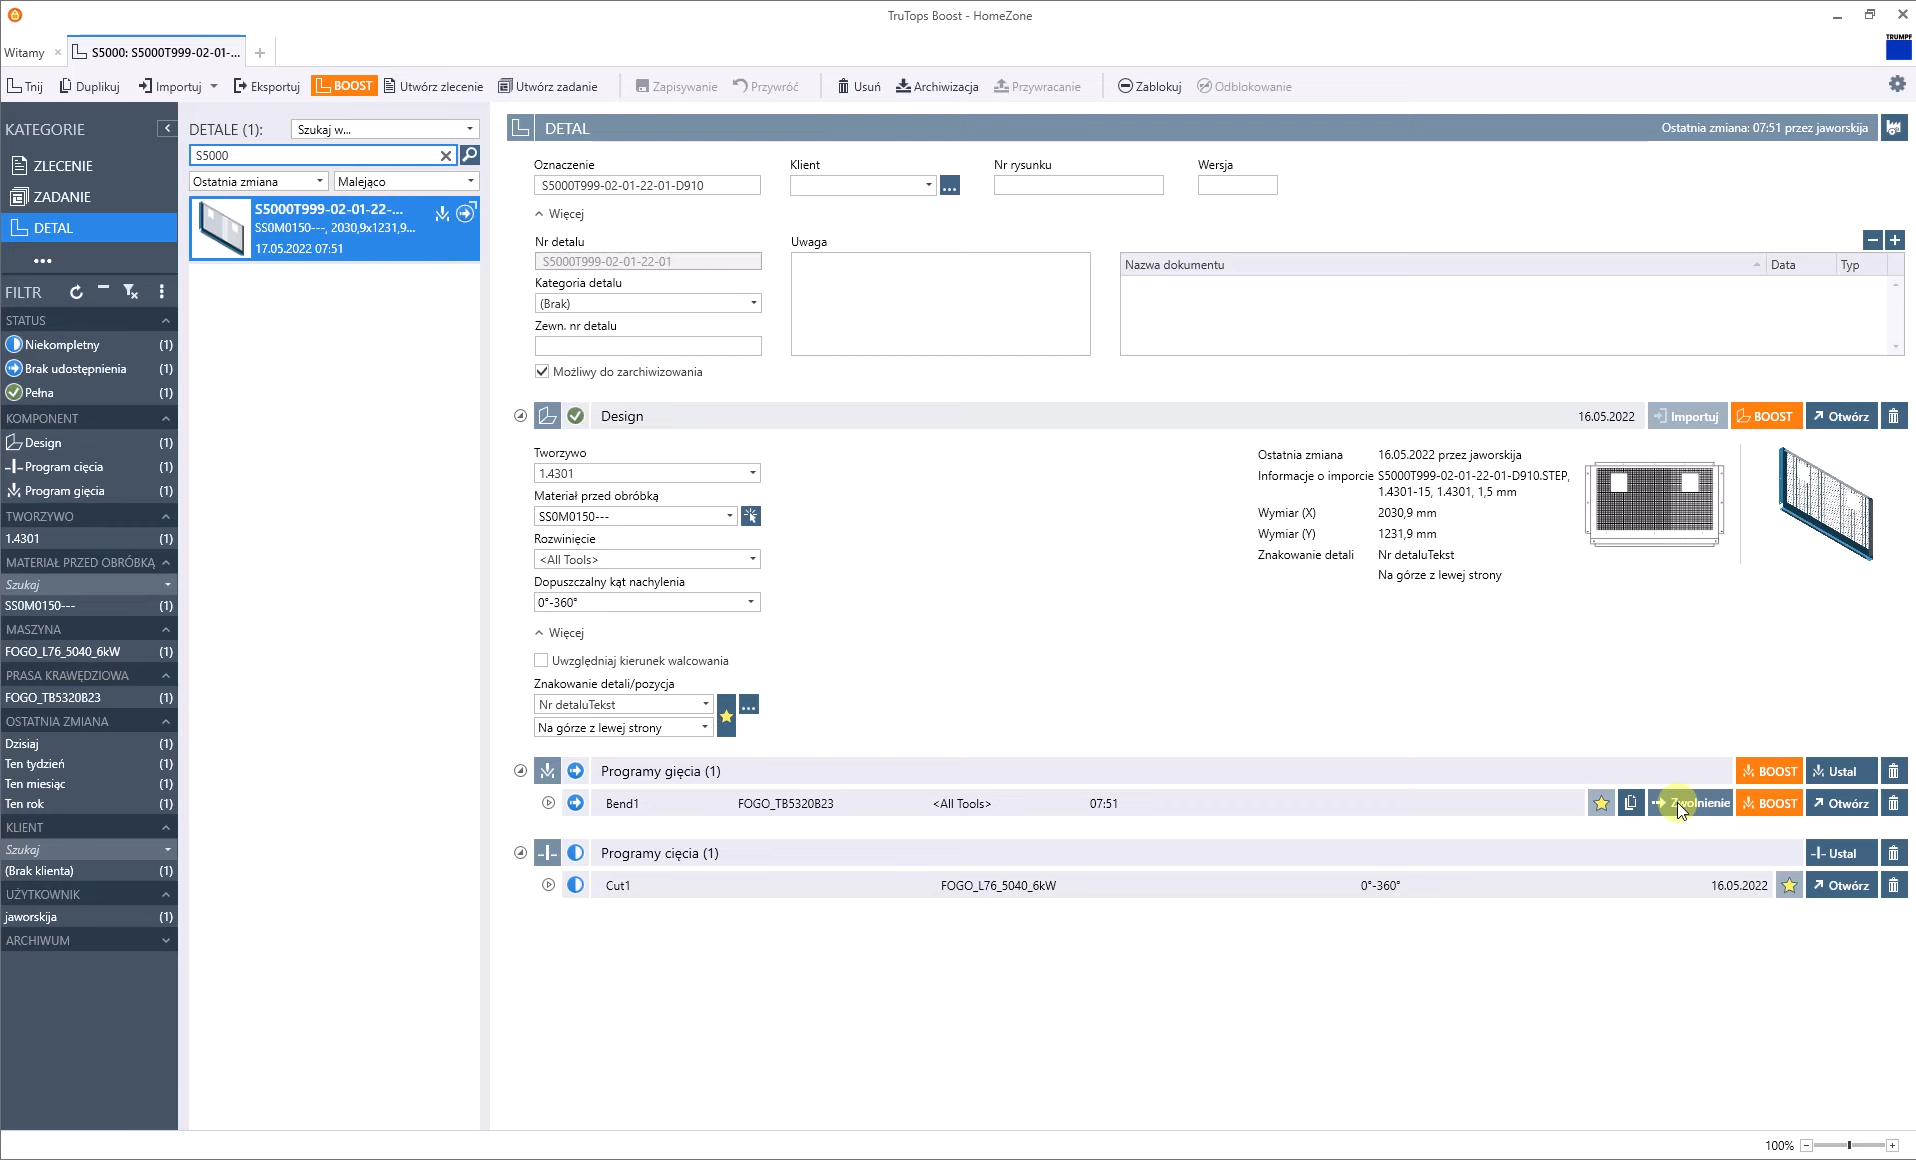 TruTops Boost - HomeZone
Witamy
S5000: S5000T999-02-01-...
TRUMPF
Tnij Duplikuj Importuj Eksportuj BOOST Utwórz zlecenie Utwórz zadanie Zapisywanie Przywróć Usuń Archiwizacja Przywracanie Zablokuj Odblokowanie
KATEGORIE
ZLECENIE
ZADANIE
DETAL
...
FILTR
STATUS
Niekompletny (1)
Brak udostępnienia (1)
Pełna (1)
KOMPONENT
Design (1)
Program cięcia (1)
Program gięcia (1)
TWORZYWO
1.4301 (1)
MATERIAŁ PRZED OBRÓBKĄ
Szukaj
SS0M0150--- (1)
MASZYNA
FOGO_L76_5040_6kW (1)
PRASA KRAWĘDZIOWA
FOGO_TB5320B23 (1)
OSTATNIA ZMIANA
Dzisiaj (1)
Ten tydzień (1)
Ten miesiąc (1)
Ten rok (1)
KLIENT
Szukaj
(Brak klienta) (1)
UŻYTKOWNIK
jaworskija (1)
ARCHIWUM
DETALE (1): Szukaj w...
S5000
Ostatnia zmiana Malejąco
S5000T999-02-01-22-...
SS0M0150---, 2030,9x1231,9...
17.05.2022 07:51
DETAL Ostatnia zmiana: 07:51 przez jaworskija
Oznaczenie Klient Nr rysunku Wersja
S5000T999-02-01-22-01-D910
Więcej
Nr detalu Uwaga
S5000T999-02-01-22-01 Nazwa dokumentu Data Typ
Kategoria detalu
(Brak)
Zewn. nr detalu
Możliwy do zarchiwizowania
Design 16.05.2022 Importuj BOOST Otwórz
Tworzywo
1.4301
Materiał przed obróbką
SS0M0150---
Rozwinięcie
<All Tools>
Dopuszczalny kąt nachylenia
0°-360°
Więcej
Uwzględniaj kierunek walcowania
Znakowanie detali/pozycja
Nr detaluTekst
Na górze z lewej strony
Ostatnia zmiana 16.05.2022 przez jaworskija
Informacje o imporcie S5000T999-02-01-22-01-D910.STEP,
1.4301-15, 1.4301, 1,5 mm
Wymiar (X) 2030,9 mm
Wymiar (Y) 1231,9 mm
Znakowanie detali Nr detaluTekst
Na górze z lewej strony
Programy gięcia (1) BOOST Ustal
Bend1 FOGO_TB5320B23 <All Tools> 07:51 Zwolnienie BOOST Otwórz
Programy cięcia (1) Ustal
Cut1 FOGO_L76_5040_6kW 0°-360° 16.05.2022 Otwórz
100%